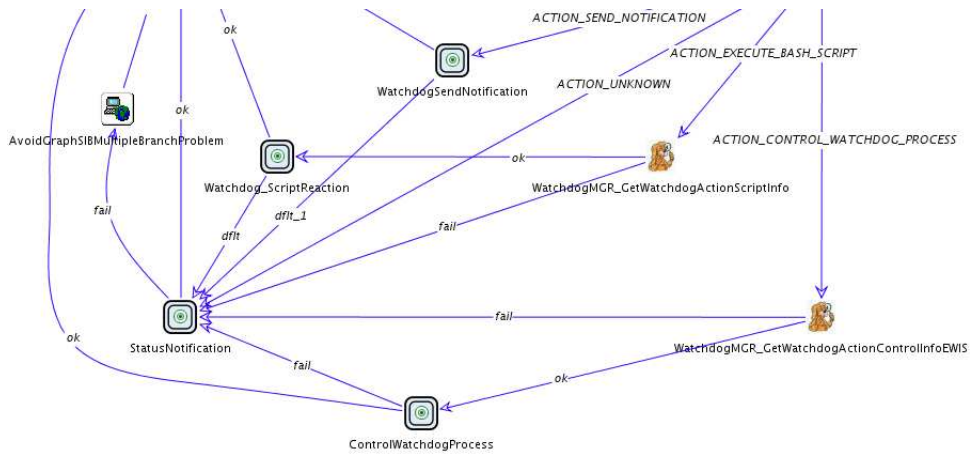 ACTION_SEND_NOTIFICATION
ok
ACTION_EXECUTE_BASH_SCRIPT
ACTION_UNKNOWN
WatchdogSendNotification
ok
AvoidGraphSIBMultipleBranchProblem
ACTION_CONTROL_WATCHDOG_PROCESS
ok
Watchdog_ScriptReaction
WatchdogMGR_GetWatchdogActionScriptInfo
fail
dflt_1
dflt
fail
fail
StatusNotification
WatchdogMGR_GetWatchdogActionControlInfoEWIS
ok
fail
ok
ControlWatchdogProcess